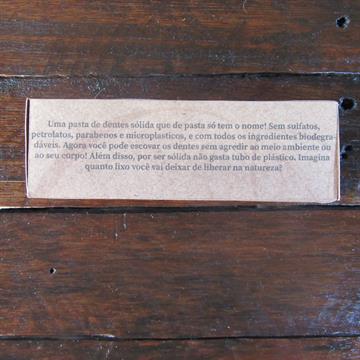 Uma pasta de dentes sólida que de pasta só tem o nome! Sem sulfatos,
petrolatos, parabenos e microplasticos, e com todos os ingredientes biodegra-
dáveis. Agora você pode escovar os dentes sem agredir ao meio ambiente ou
ao seu corpo! Além disso, por ser sólida não gasta tubo de plástico. Imagina
quanto lixo você vai deixar de liberar na natureza?